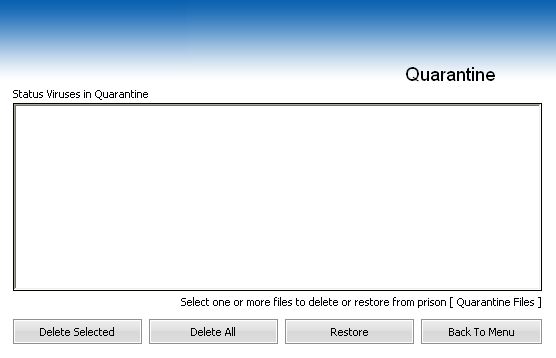 Quarantine
Status Viruses in Quarantine
Select one or more files to delete or restore from prison [ Quarantine Files ]
Delete Selected
Delete All
Restore
Back To Menu